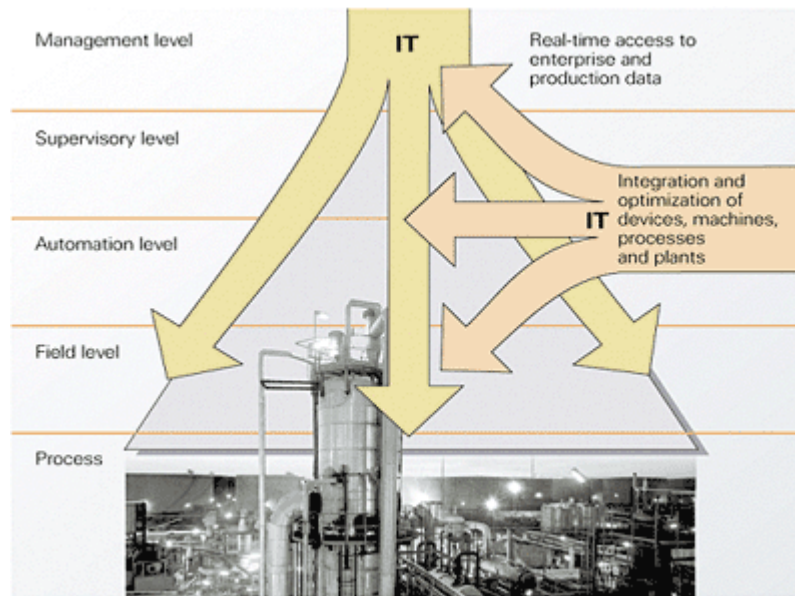 Management level
IT
Real-time access to
enterprise and
production data
Supervisory level
Integration and
optimization of
IT devices, machines,
processes
and plants
Automation level
Field level
Process